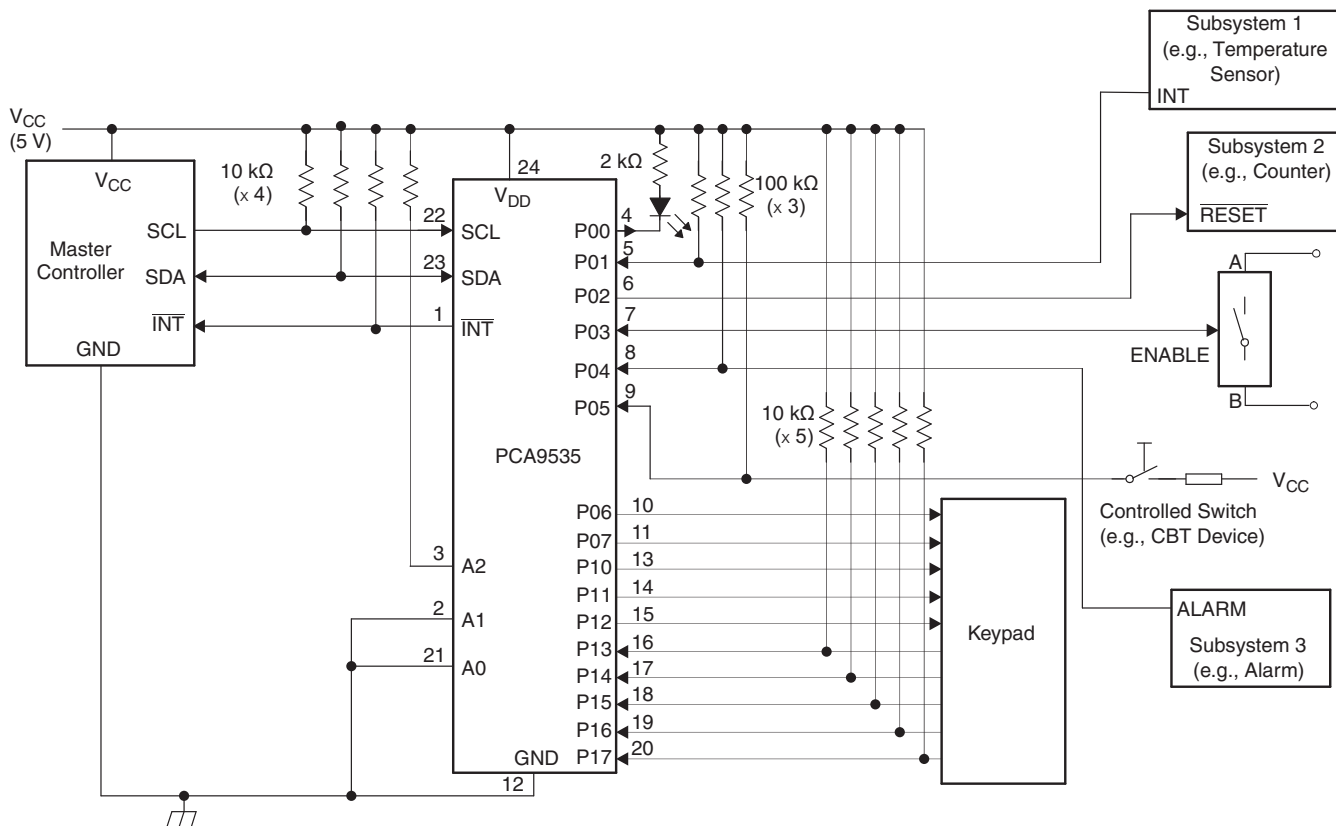 Subsystem 1
(e.g., Temperature
Sensor)
INT
VCC
(5 V)
VCC
SCL
Master
Controller
SDA
INT
GND
10 kΩ
(x 4)
22
23
1
3
2
21
24
VDD
SCL
SDA
INT
PCA9535
A2
A1
A0
GND
12
P00
P01
P02
P03
P04
P05
P06
P07
P10
P11
P12
P13
P14
P15
P16
P17
4
5
6
7
8
9
10
11
13
14
15
16
17
18
19
20
2 kΩ
100 kΩ
(x 3)
10 kΩ
(x 5)
Subsystem 2
(e.g., Counter)
RESET
A
ENABLE
B
VCC
Controlled Switch
(e.g., CBT Device)
Keypad
ALARM
Subsystem 3
(e.g., Alarm)